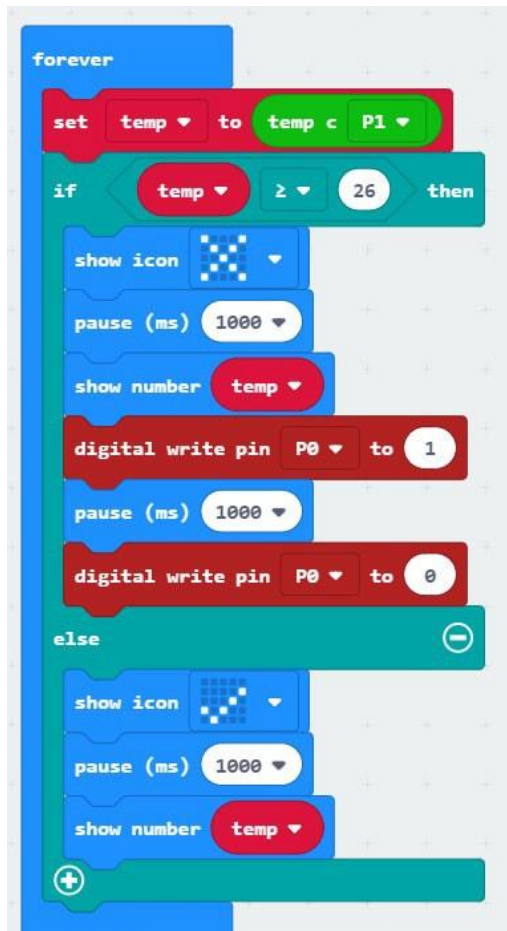 forever
set temp to temp c P1
if temp ≥ 26 then
show icon
pause (ms) 1000
show number temp
digital write pin P0 to 1
pause (ms) 1000
digital write pin P0 to 0
else
show icon
pause (ms) 1000
show number temp